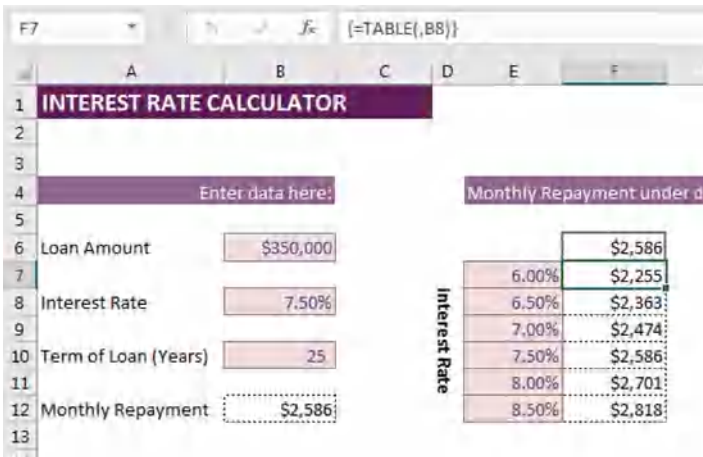 F7 fx {=TABLE(,B8)}
A B C D E F
1 INTEREST RATE CALCULATOR
2
3
4 Enter data here: Monthly Repayment under d
5
6 Loan Amount $350,000 $2,586
7 6.00% $2,255
8 Interest Rate 7.50% 6.50% $2,363
9 7.00% $2,474
10 Term of Loan (Years) 25 7.50% $2,586
11 8.00% $2,701
12 Monthly Repayment $2,586 8.50% $2,818
13
Interest Rate